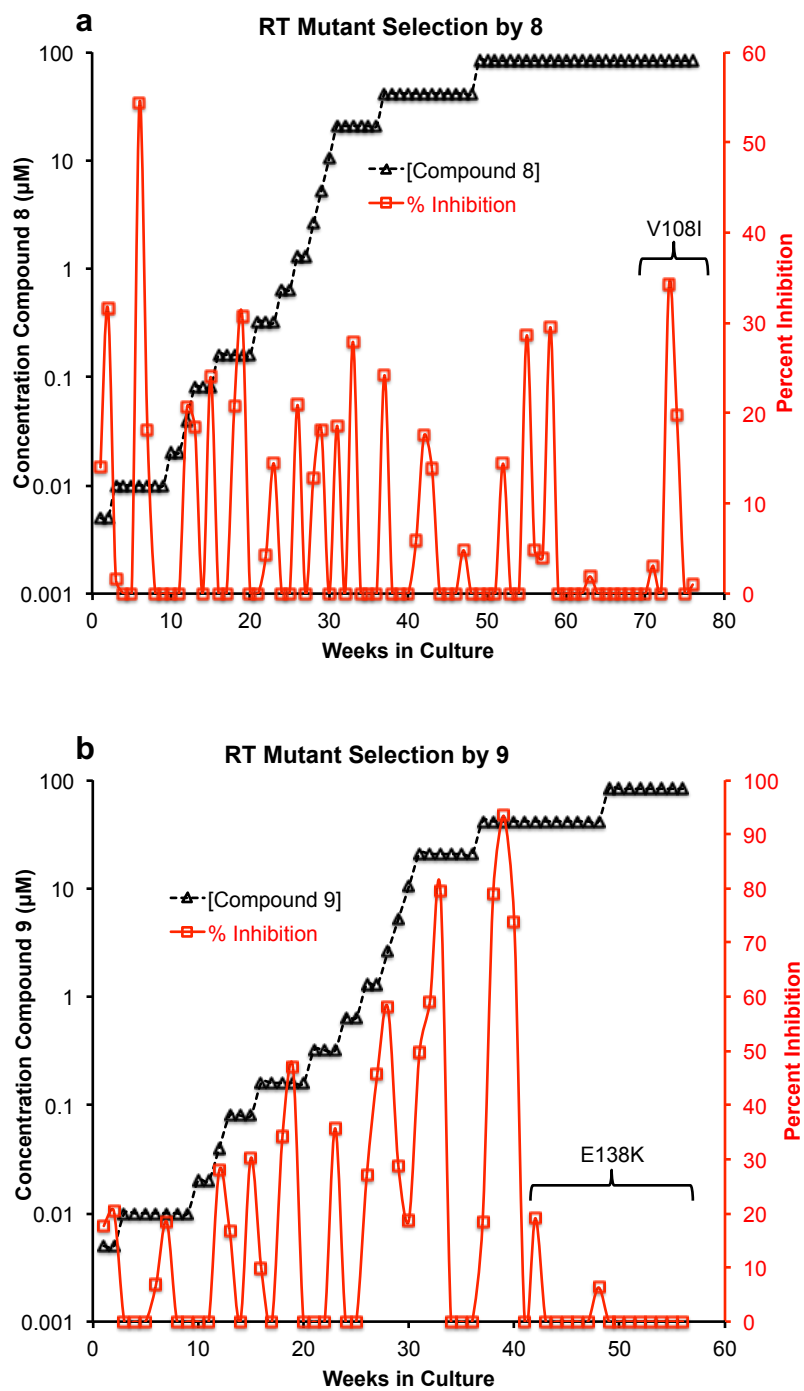 a
RT Mutant Selection by 8
100
10
1
0.1
0.01
0.001
Concentration Compound 8 (µM)
60
50
40
30
20
10
0
Percent Inhibition
[Compound 8]
% Inhibition
V108I
0 10 20 30 40 50 60 70 80
Weeks in Culture
b
RT Mutant Selection by 9
100
10
1
0.1
0.01
0.001
Concentration Compound 9 (µM)
100
90
80
70
60
50
40
30
20
10
0
Percent Inhibition
[Compound 9]
% Inhibition
E138K
0 10 20 30 40 50 60
Weeks in Culture